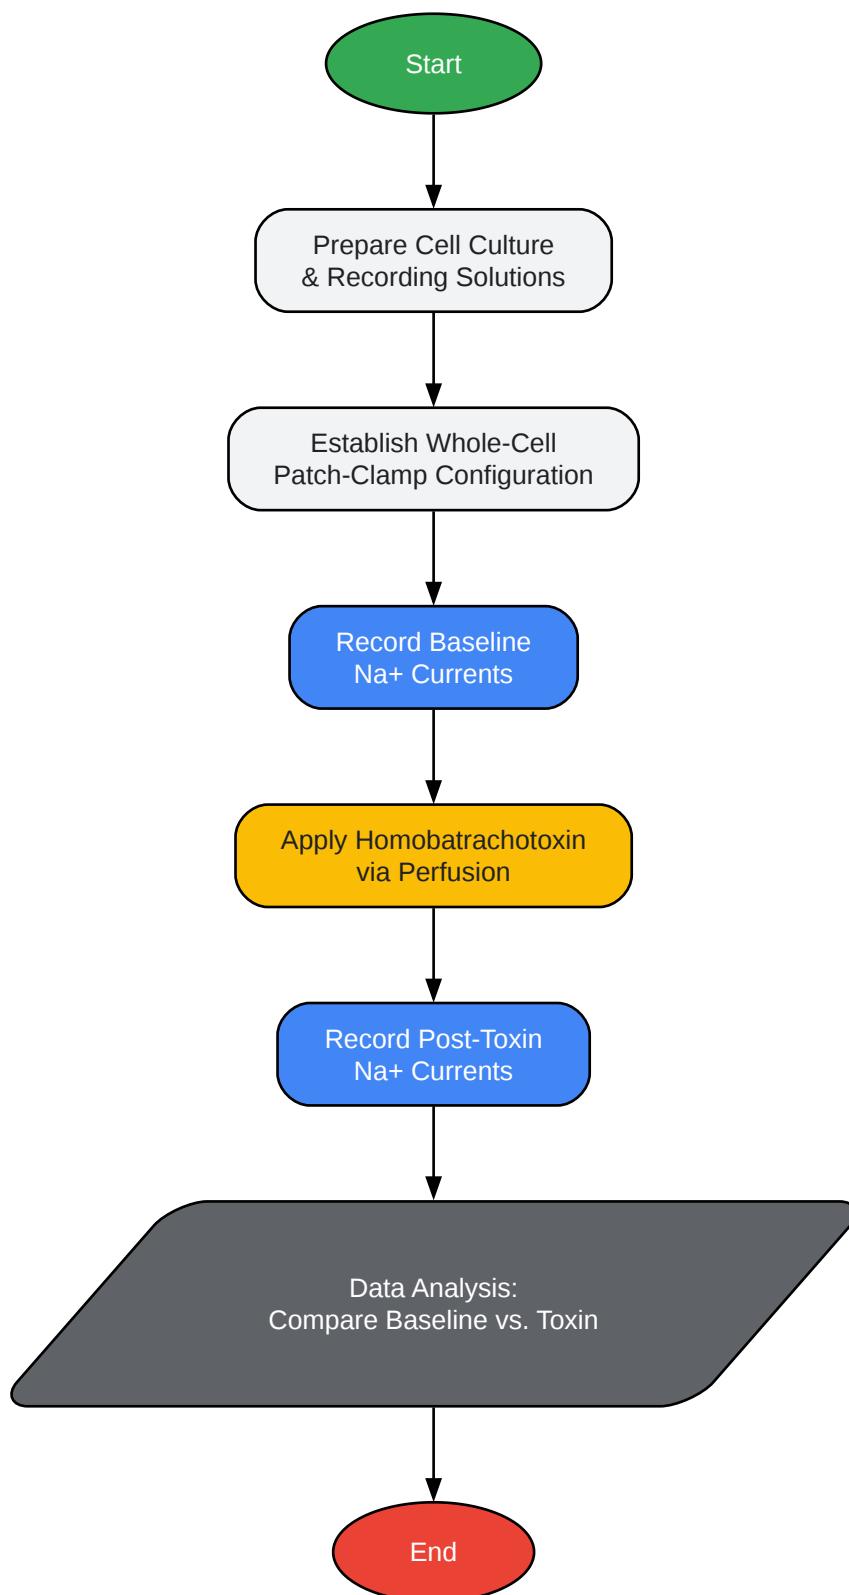 Start
Prepare Cell Culture
& Recording Solutions
Establish Whole-Cell
Patch-Clamp Configuration
Record Baseline
Na+ Currents
Apply Homobatrachotoxin
via Perfusion
Record Post-Toxin
Na+ Currents
Data Analysis:
Compare Baseline vs. Toxin
End